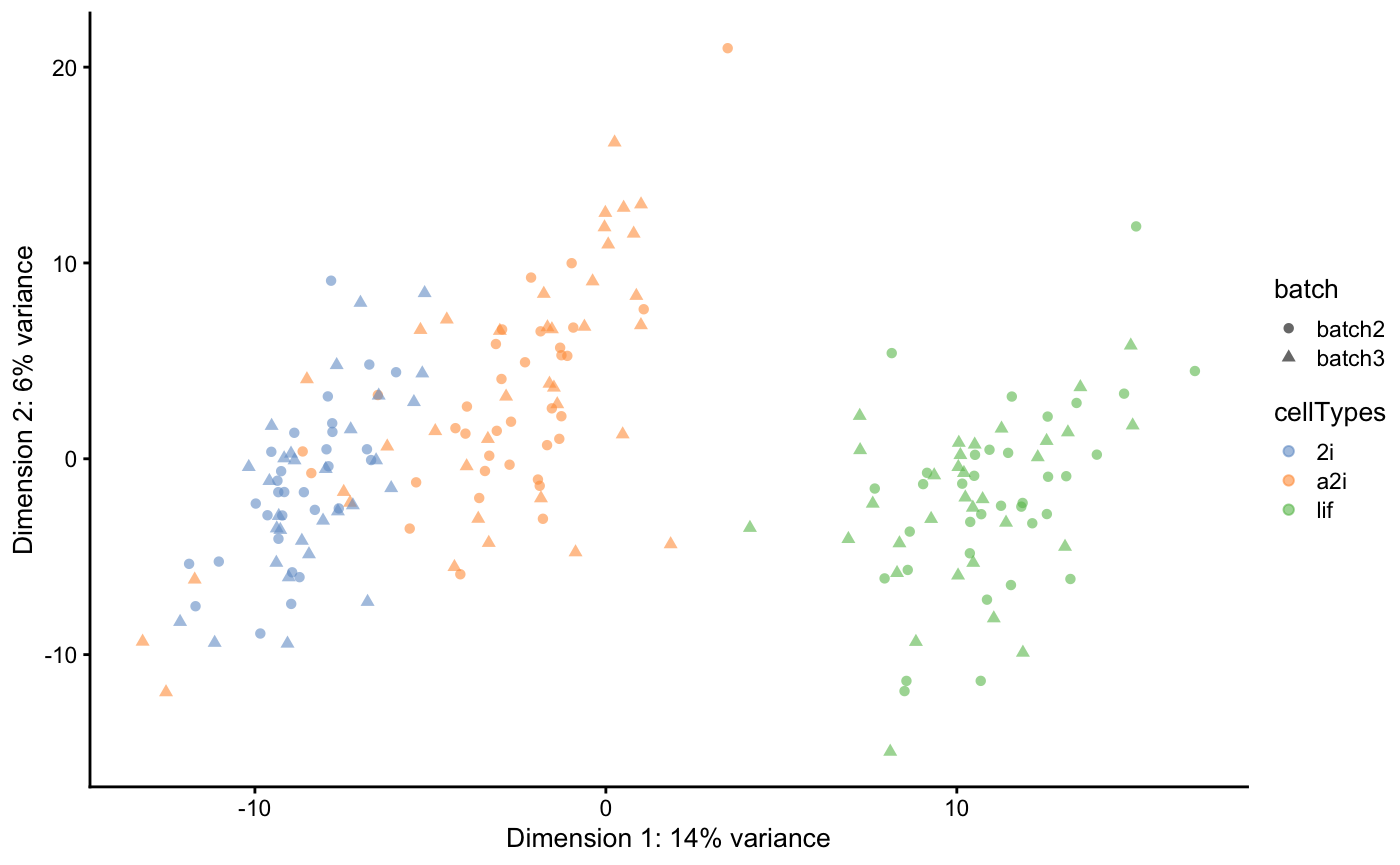 20
10
0
-10
Dimension 2: 6% variance
-10
0
10
Dimension 1: 14% variance
batch
batch2
batch3
cellTypes
2i
a2i
lif